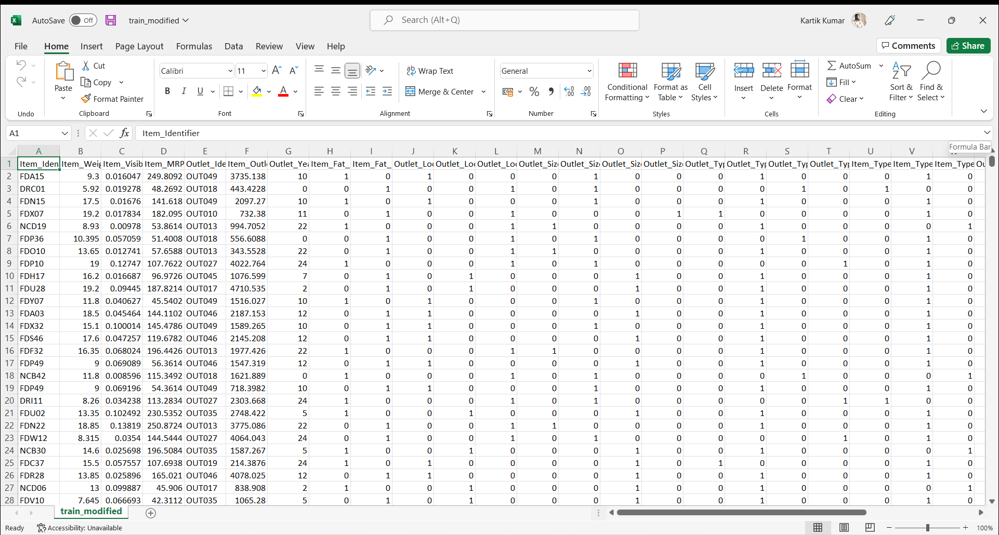 AutoSave Off train_modified Search (Alt+Q) Kartik Kumar
File Home Insert Page Layout Formulas Data Review View Help Comments Share
Paste Cut Copy Format Painter Calibri 11 Wrap Text Merge & Center General Conditional Formatting Format as Table Cell Styles Insert Delete Format AutoSum Fill Clear Sort & Filter Find & Select
Undo Clipboard Font Alignment Number Styles Cells Editing
A1 fx Item_Identifier
Formula Bar
A B C D E F G H I J K L M N O P Q R S T U V
1 Item_Iden Item_Weig Item_Visib Item_MRP Outlet_Ide Item_Outl Outlet_Yea Item_Fat_ Item_Fat_ Outlet_Loc Outlet_Loc Outlet_Loc Outlet_Size Outlet_Size Outlet_Size Outlet_Size Outlet_Typ Outlet_Typ Outlet_Typ Outlet_Typ Item_Type Item_Type Item_Type Ou
2 FDA15 9.3 0.016047 249.8092 OUT049 3735.138 10 1 0 1 0 0 0 1 0 0 0 1 0 0 0 1 0
3 DRC01 5.92 0.019278 48.2692 OUT018 443.4228 0 0 1 0 0 1 0 1 0 0 0 0 1 0 1 0 0
4 FDN15 17.5 0.01676 141.618 OUT049 2097.27 10 1 0 1 0 0 0 1 0 0 0 1 0 0 0 1 0
5 FDX07 19.2 0.017834 182.095 OUT010 732.38 11 0 1 0 0 1 0 0 0 1 1 0 0 0 0 1 0
6 NCD19 8.93 0.00978 53.8614 OUT013 994.7052 22 1 0 0 0 1 1 0 0 0 0 1 0 0 0 0 1
7 FDP36 10.395 0.057059 51.4008 OUT018 556.6088 0 0 1 0 0 1 0 1 0 0 0 0 1 0 0 1 0
8 FDO10 13.65 0.012741 57.6588 OUT013 343.5528 22 0 1 0 0 1 1 0 0 0 0 1 0 0 0 1 0
9 FDP10 19 0.12747 107.7622 OUT027 4022.764 24 1 0 0 0 1 0 1 0 0 0 0 0 1 0 1 0
10 FDH17 16.2 0.016687 96.9726 OUT045 1076.599 7 0 1 0 1 0 0 0 1 0 0 1 0 0 0 1 0
11 FDU28 19.2 0.09445 187.8214 OUT017 4710.535 2 0 1 0 1 0 0 0 1 0 0 1 0 0 0 1 0
12 FDY07 11.8 0.040627 45.5402 OUT049 1516.027 10 1 0 1 0 0 0 1 0 0 0 1 0 0 0 1 0
13 FDA03 18.5 0.045464 144.1102 OUT046 2187.153 12 0 1 1 0 0 0 0 1 0 0 1 0 0 0 1 0
14 FDX32 15.1 0.100014 145.4786 OUT049 1589.265 10 0 1 1 0 0 0 1 0 0 0 1 0 0 0 1 0
15 FDS46 17.6 0.047257 119.6782 OUT046 2145.208 12 0 1 1 0 0 0 0 1 0 0 1 0 0 0 1 0
16 FDF32 16.35 0.068024 196.4426 OUT013 1977.426 22 1 0 0 0 1 1 0 0 0 0 1 0 0 0 1 0
17 FDP49 9 0.069089 56.3614 OUT046 1547.319 12 0 1 1 0 0 0 0 1 0 0 1 0 0 0 1 0
18 NCB42 11.8 0.008596 115.3492 OUT018 1621.889 0 1 0 0 0 1 0 1 0 0 0 0 1 0 0 0 1
19 FDP49 9 0.069196 54.3614 OUT049 718.3982 10 0 1 1 0 0 0 1 0 0 0 1 0 0 0 1 0
20 DRI11 8.26 0.034238 113.2834 OUT027 2303.668 24 1 0 0 0 1 0 1 0 0 0 0 0 1 1 0 0
21 FDU02 13.35 0.102492 230.5352 OUT035 2748.422 5 1 0 0 1 0 0 0 1 0 0 1 0 0 0 1 0
22 FDN22 18.85 0.13819 250.8724 OUT013 3775.086 22 0 1 0 0 1 1 0 0 0 0 1 0 0 0 1 0
23 FDW12 8.315 0.0354 144.5444 OUT027 4064.043 24 0 1 0 0 1 0 1 0 0 0 0 0 1 0 1 0
24 NCB30 14.6 0.025698 196.5084 OUT035 1587.267 5 1 0 0 1 0 0 0 1 0 0 1 0 0 0 0 1
25 FDC37 15.5 0.057557 107.6938 OUT019 214.3876 24 1 0 1 0 0 0 0 1 0 1 0 0 0 0 1 0
26 FDR28 13.85 0.025896 165.021 OUT046 4078.025 12 0 1 1 0 0 0 0 1 0 0 1 0 0 0 1 0
27 NCD06 13 0.099887 45.906 OUT017 838.908 2 1 0 0 1 0 0 0 1 0 0 1 0 0 0 0 1
28 FDV10 7.645 0.066693 42.3112 OUT035 1065.28 5 0 1 0 1 0 0 0 1 0 0 1 0 0 0 1 0
train_modified
Ready Accessibility: Unavailable 100%